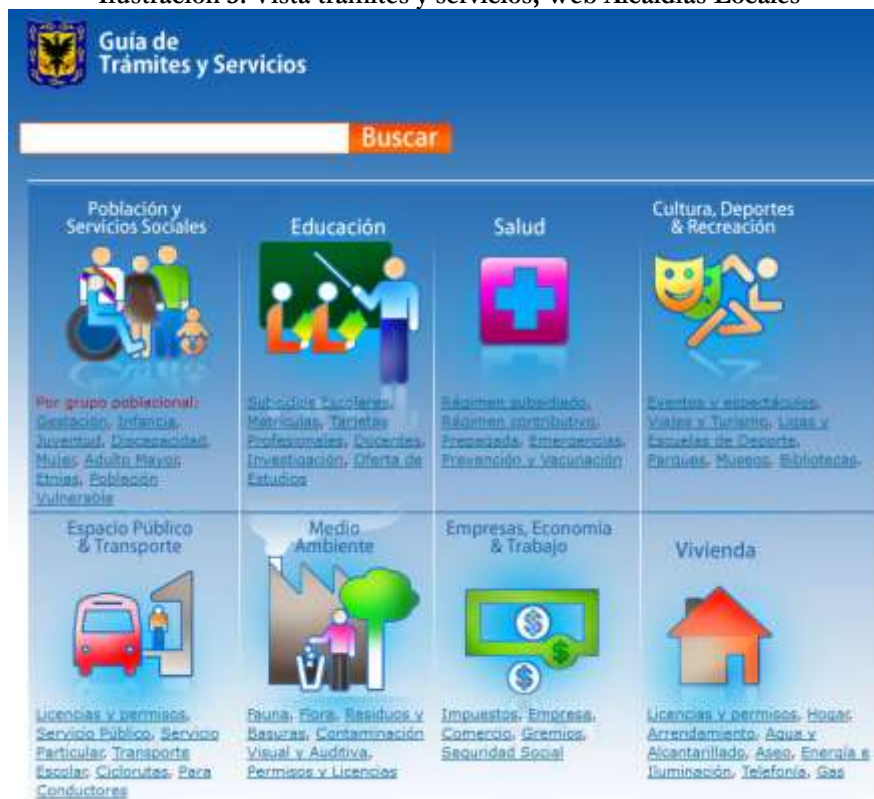 Ilustración 3. Vista trámites y servicios, web Alcaldías Locales
Guía de
Trámites y Servicios
Buscar
Población y
Servicios Sociales
Educación
Salud
Cultura, Deportes
& Recreación
Por grupo poblacional:
Gestación, Infancia,
Juventud, Discapacidad,
Mujer, Adulto Mayor,
Etnias, Población
Vulnerable
Subsidios Escolares,
Matrículas, Tarjetas
Profesionales, Docentes,
Investigación, Oferta de
Estudios
Régimen subsidiado,
Régimen contributivo,
Prepagada, Emergencias,
Prevención y Vacunación
Eventos y espectáculos,
Viajes y Turismo, Ligas y
Escuelas de Deporte,
Parques, Museos, Bibliotecas.
Espacio Público
& Transporte
Medio
Ambiente
Empresas, Economía
& Trabajo
Vivienda
Licencias y permisos,
Servicio Público, Servicio
Particular, Transporte
Escolar, Ciclorutas, Para
Conductores
Fauna, Flora, Residuos y
Basuras, Contaminación
Visual y Auditiva,
Permisos y Licencias
Impuestos, Empresa,
Comercio, Gremios,
Seguridad Social
Licencias y permisos, Hogar,
Arrendamiento, Agua y
Alcantarillado, Aseo, Energía e
Iluminación, Telefonía, Gas